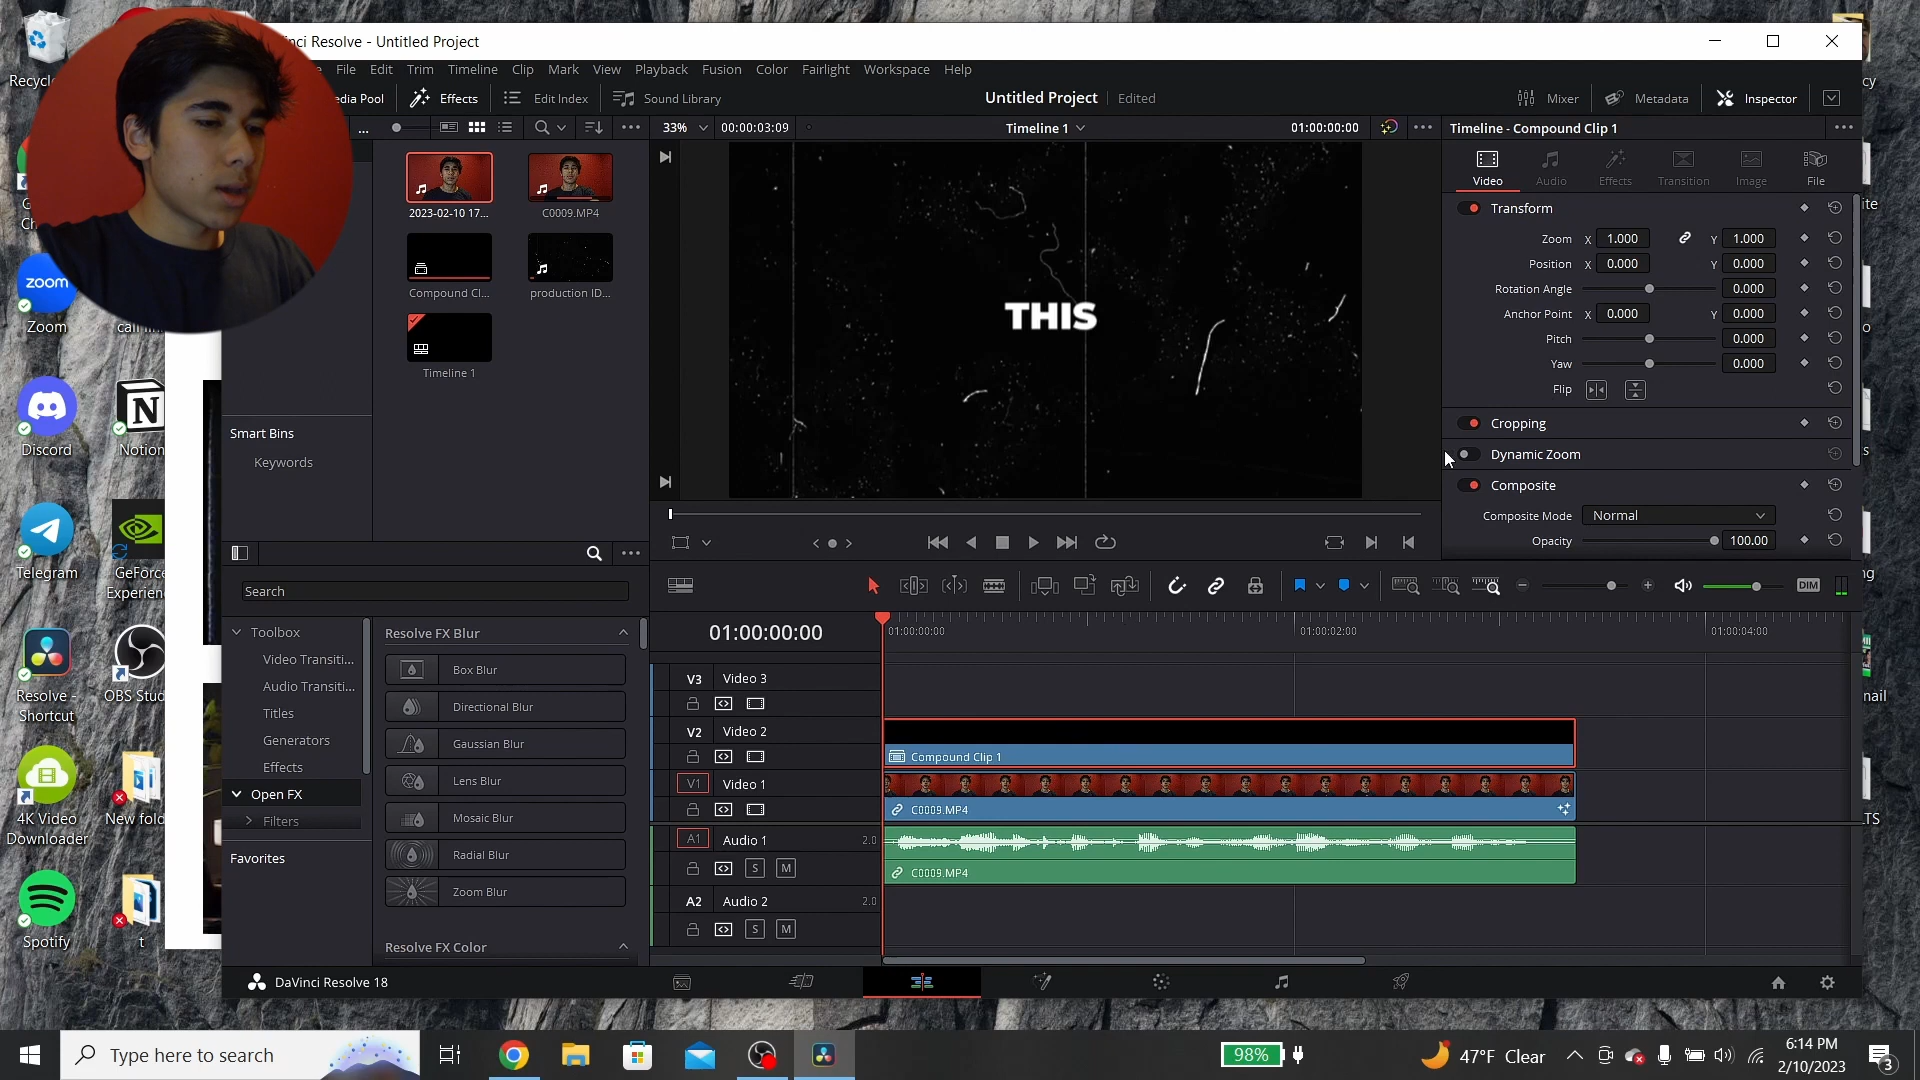 Recycle
DaVinci Resolve - Untitled Project
File Edit Trim Timeline Clip Mark View Playback Fusion Color Fairlight Workspace Help
Media Pool Effects Edit Index Sound Library
Untitled Project Edited
Mixer Metadata Inspector
33% 00:00:03:09 Timeline 1 01:00:00:00
Timeline - Compound Clip 1
Video Audio Effects Transition Image File
2023-02-10 17...
C0009.MP4
Compound Cl...
production ID...
Timeline 1
THIS
Transform
Zoom X 1.000 Y 1.000
Position X 0.000 Y 0.000
Rotation Angle 0.000
Anchor Point X 0.000 Y 0.000
Pitch 0.000
Yaw 0.000
Flip
Cropping
Dynamic Zoom
Composite
Composite Mode Normal
Opacity 100.00
Smart Bins
Keywords
Search
Toolbox
Video Transiti...
Audio Transiti...
Titles
Generators
Effects
Open FX
Filters
Favorites
Resolve FX Blur
Box Blur
Directional Blur
Gaussian Blur
Lens Blur
Mosaic Blur
Radial Blur
Zoom Blur
Resolve FX Color
DIM
01:00:00:00
01:00:00:00 01:00:02:00 01:00:04:00
V3 Video 3
V2 Video 2
Compound Clip 1
V1 Video 1
C0009.MP4
A1 Audio 1 2.0
S M
C0009.MP4
A2 Audio 2 2.0
S M
DaVinci Resolve 18
zoom
Zoom
Discord
Notion
Telegram
GeForce
Experience
Resolve -
Shortcut
OBS Stud
4K Video
Downloader
New fold
Spotify
t
Type here to search
98%
47°F Clear
6:14 PM
2/10/2023
3